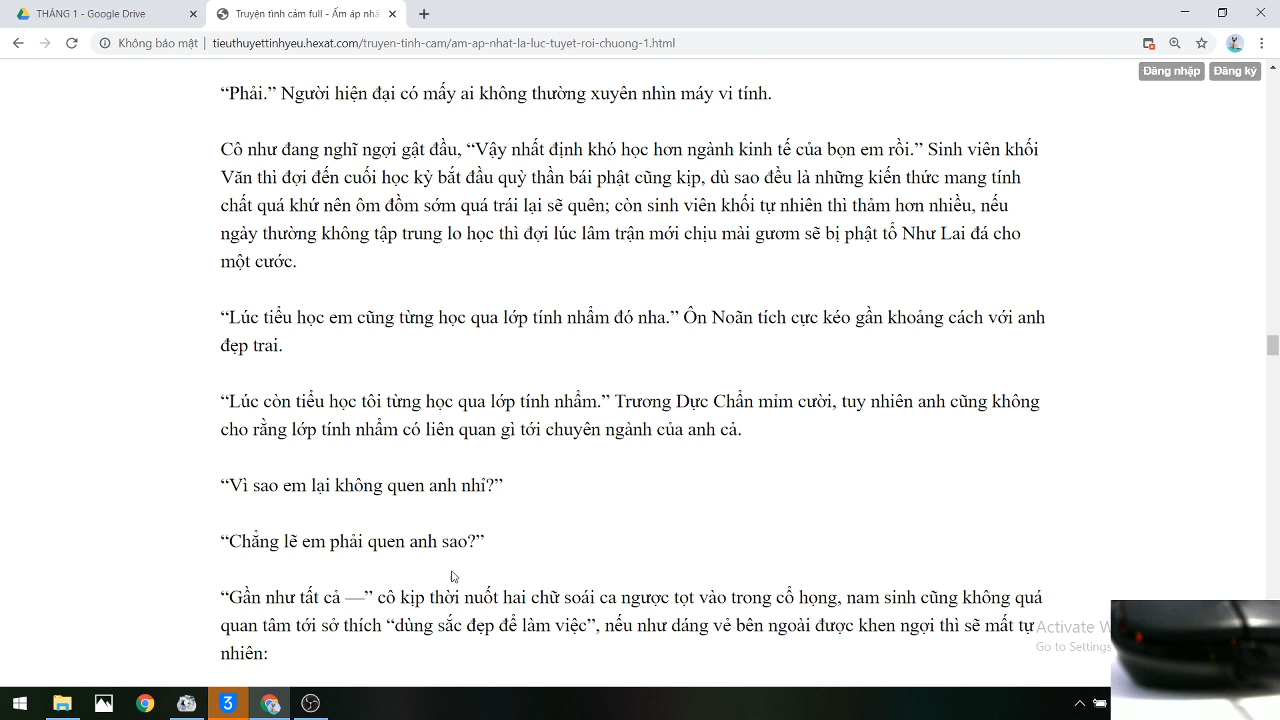 THÁNG 1 - Google Drive
Truyện tình cảm full - Ấm áp nhấ
Không bảo mật
tieuthuyettinhyeu.hexat.com/truyen-tinh-cam/am-ap-nhat-la-luc-tuyet-roi-chuong-1.html
Đăng nhập
Đăng ký
“Phải.” Người hiện đại có mấy ai không thường xuyên nhìn máy vi tính.
Cô như đang nghĩ ngợi gật đầu, “Vậy nhất định khó học hơn ngành kinh tế của bọn em rồi.” Sinh viên khối
Văn thì đợi đến cuối học kỳ bắt đầu quỳ thần bái phật cũng kịp, dù sao đều là những kiến thức mang tính
chất quá khứ nên ôm đồm sớm quá trái lại sẽ quên; còn sinh viên khối tự nhiên thì thảm hơn nhiều, nếu
ngày thường không tập trung lo học thì đợi lúc lâm trận mới chịu mài gươm sẽ bị phật tổ Như Lai đá cho
một cước.
“Lúc tiểu học em cũng từng học qua lớp tính nhẩm đó nha.” Ôn Noãn tích cực kéo gần khoảng cách với anh
đẹp trai.
“Lúc còn tiểu học tôi từng học qua lớp tính nhẩm.” Trương Dực Chẩn mỉm cười, tuy nhiên anh cũng không
cho rằng lớp tính nhẩm có liên quan gì tới chuyên ngành của anh cả.
“Vì sao em lại không quen anh nhỉ?”
“Chẳng lẽ em phải quen anh sao?”
“Gần như tất cả —” cô kịp thời nuốt hai chữ soái ca ngược tọt vào trong cổ họng, nam sinh cũng không quá
quan tâm tới sở thích “dùng sắc đẹp để làm việc”, nếu như dáng vẻ bên ngoài được khen ngợi thì sẽ mất tự
nhiên:
Activate W
Go to Settings